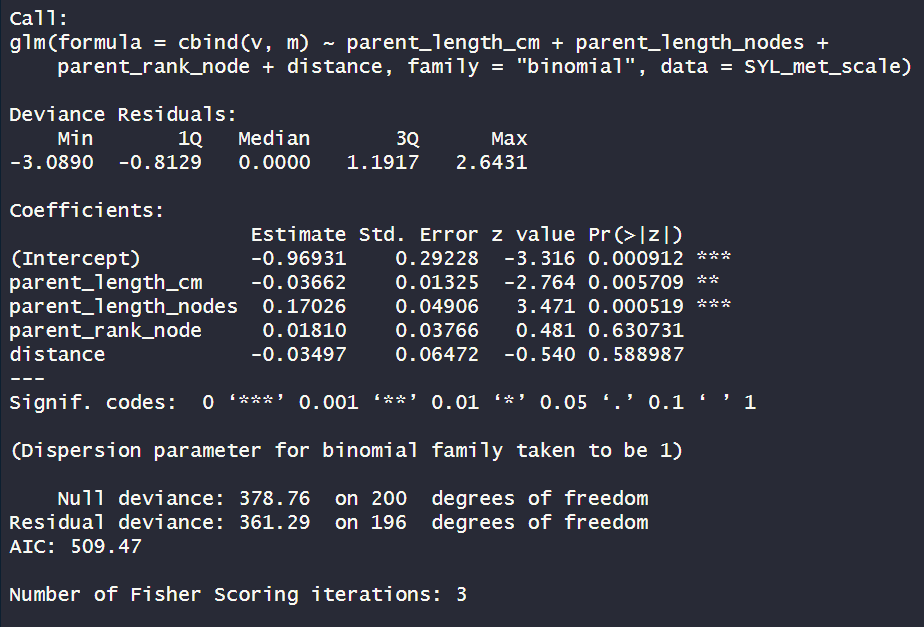 Call:
glm(formula = cbind(v, m) ~ parent_length_cm + parent_length_nodes +
    parent_rank_node + distance, family = "binomial", data = SYL_met_scale)

Deviance Residuals:
    Min       1Q   Median       3Q      Max
-3.0890  -0.8129   0.0000   1.1917   2.6431

Coefficients:
                    Estimate Std. Error z value Pr(>|z|)
(Intercept)         -0.96931    0.29228  -3.316 0.000912 ***
parent_length_cm    -0.03662    0.01325  -2.764 0.005709 **
parent_length_nodes  0.17026    0.04906   3.471 0.000519 ***
parent_rank_node     0.01810    0.03766   0.481 0.630731
distance            -0.03497    0.06472  -0.540 0.588987
---
Signif. codes:  0 ‘***’ 0.001 ‘**’ 0.01 ‘*’ 0.05 ‘.’ 0.1 ‘ ’ 1

(Dispersion parameter for binomial family taken to be 1)

    Null deviance: 378.76  on 200  degrees of freedom
Residual deviance: 361.29  on 196  degrees of freedom
AIC: 509.47

Number of Fisher Scoring iterations: 3